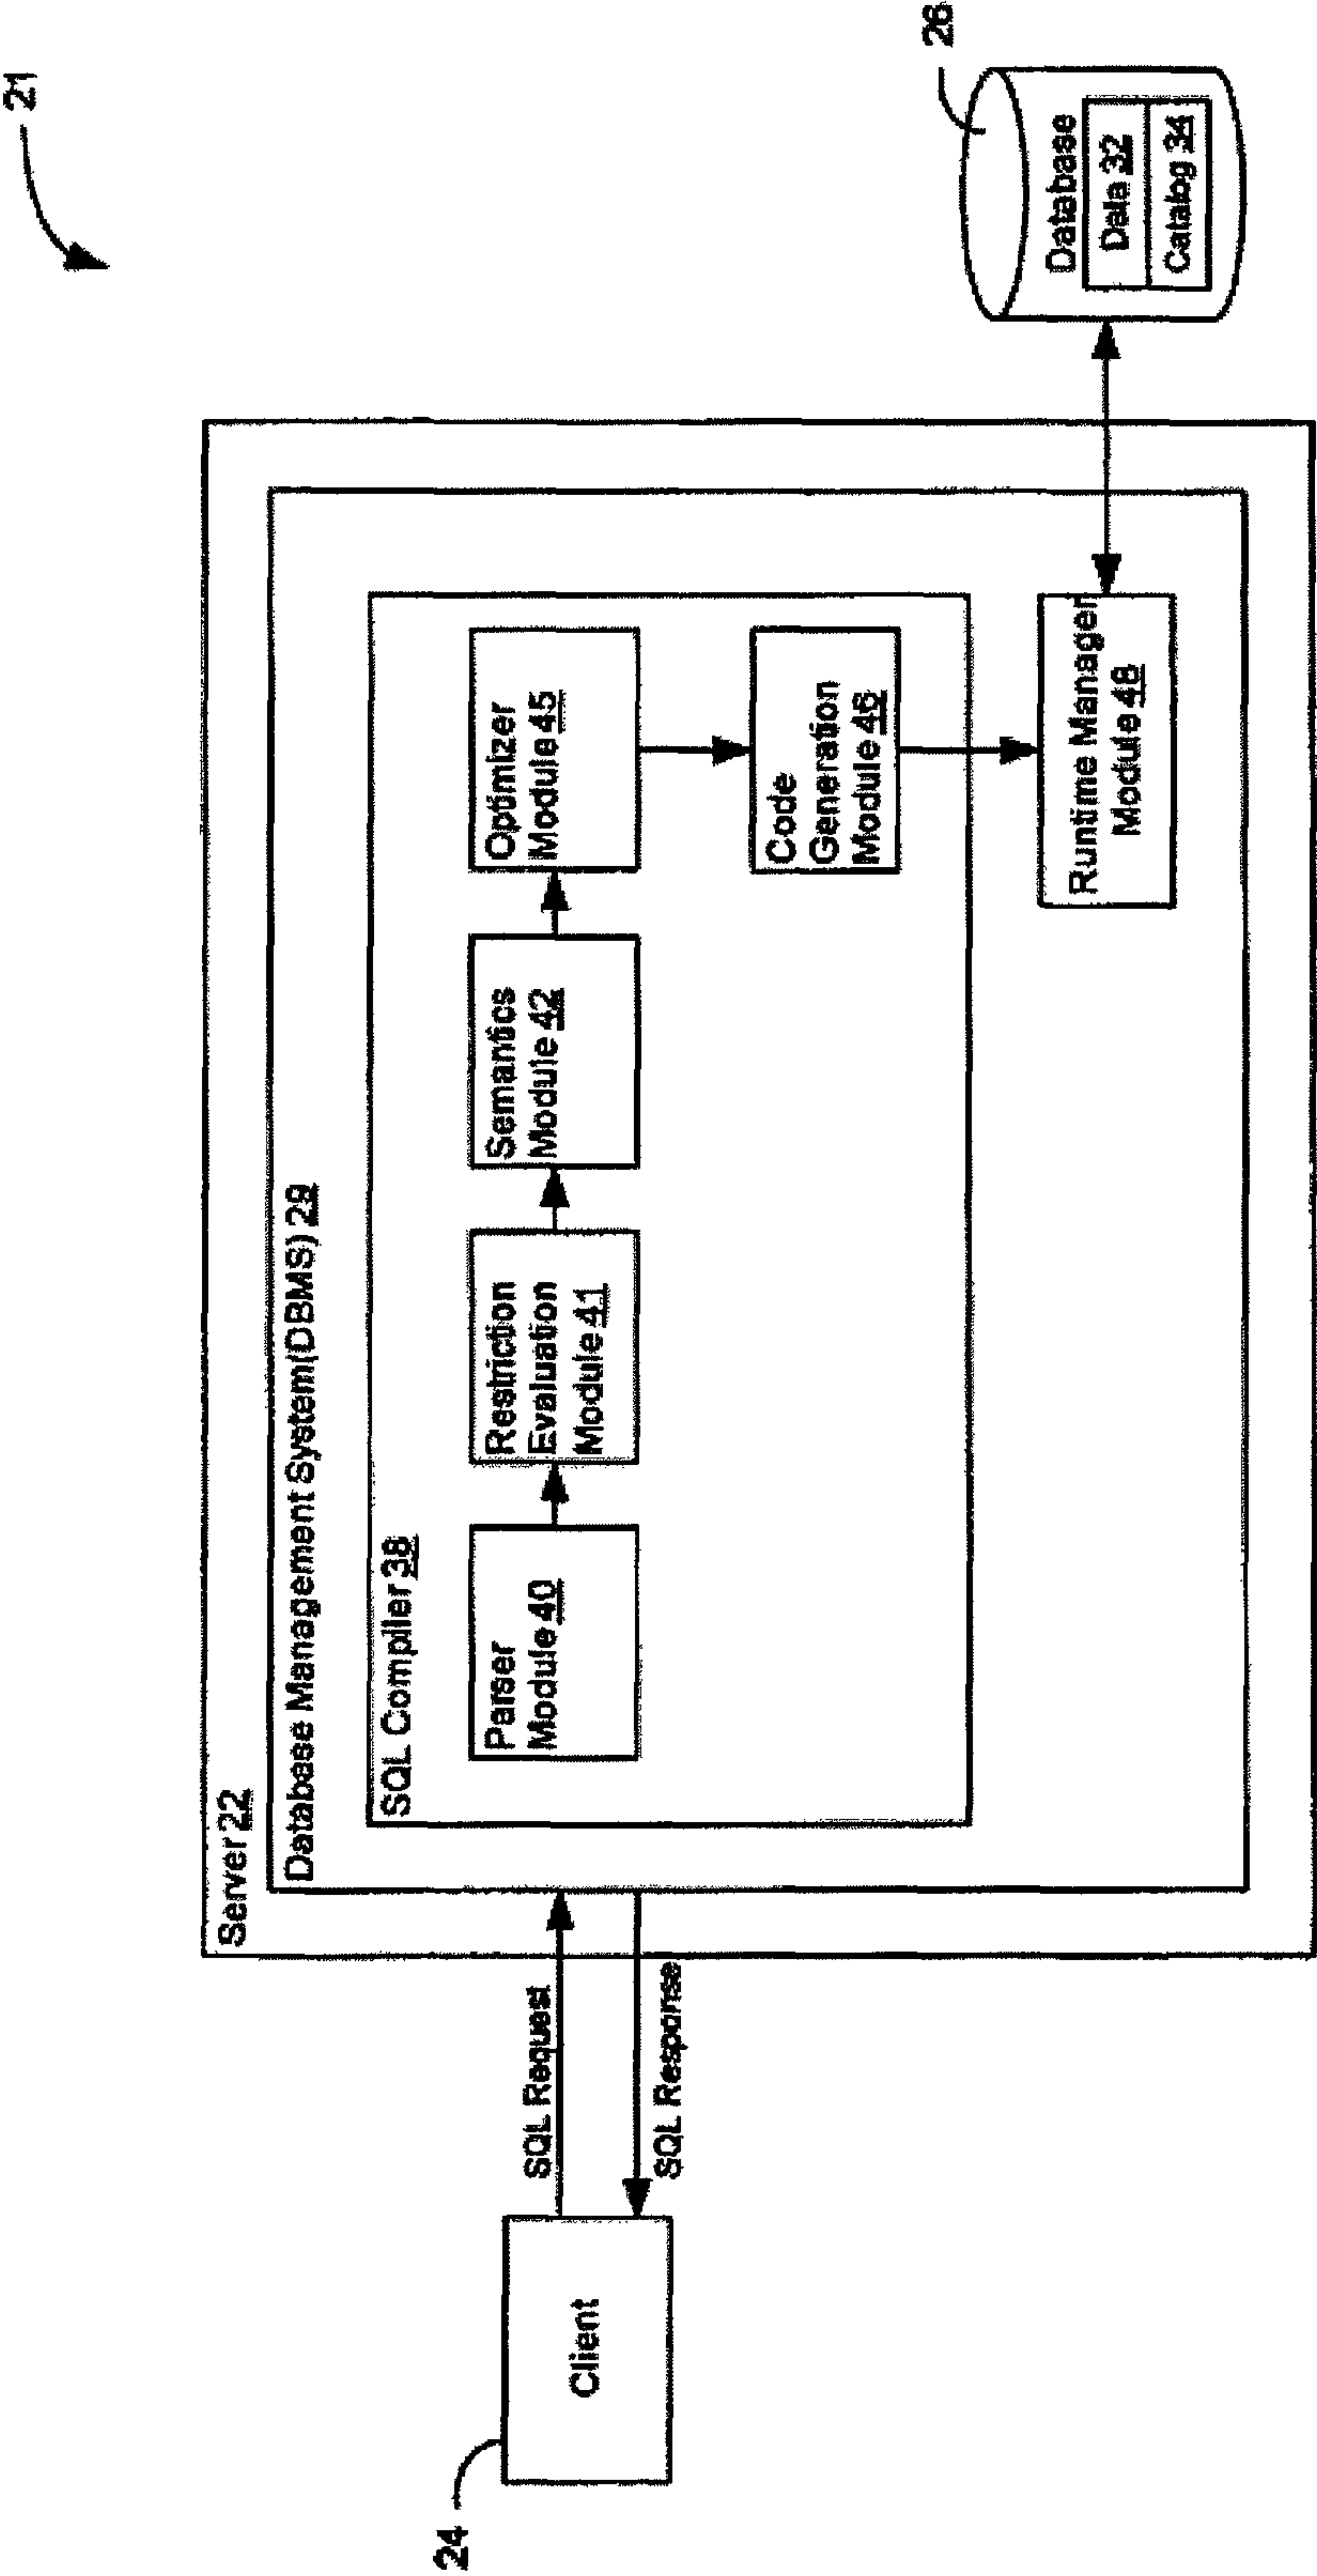 21
Server 22
Database Management System(DBMS) 29
SQL Compiler 38
Parser
Module 40
Restriction
Evaluation
Module 41
Semantics
Module 42
Optimizer
Module 45
Code
Generation
Module 46
Runtime Manager
Module 48
SQL Request
SQL Response
Client
24
26
Database
Data 32
Catalog 34